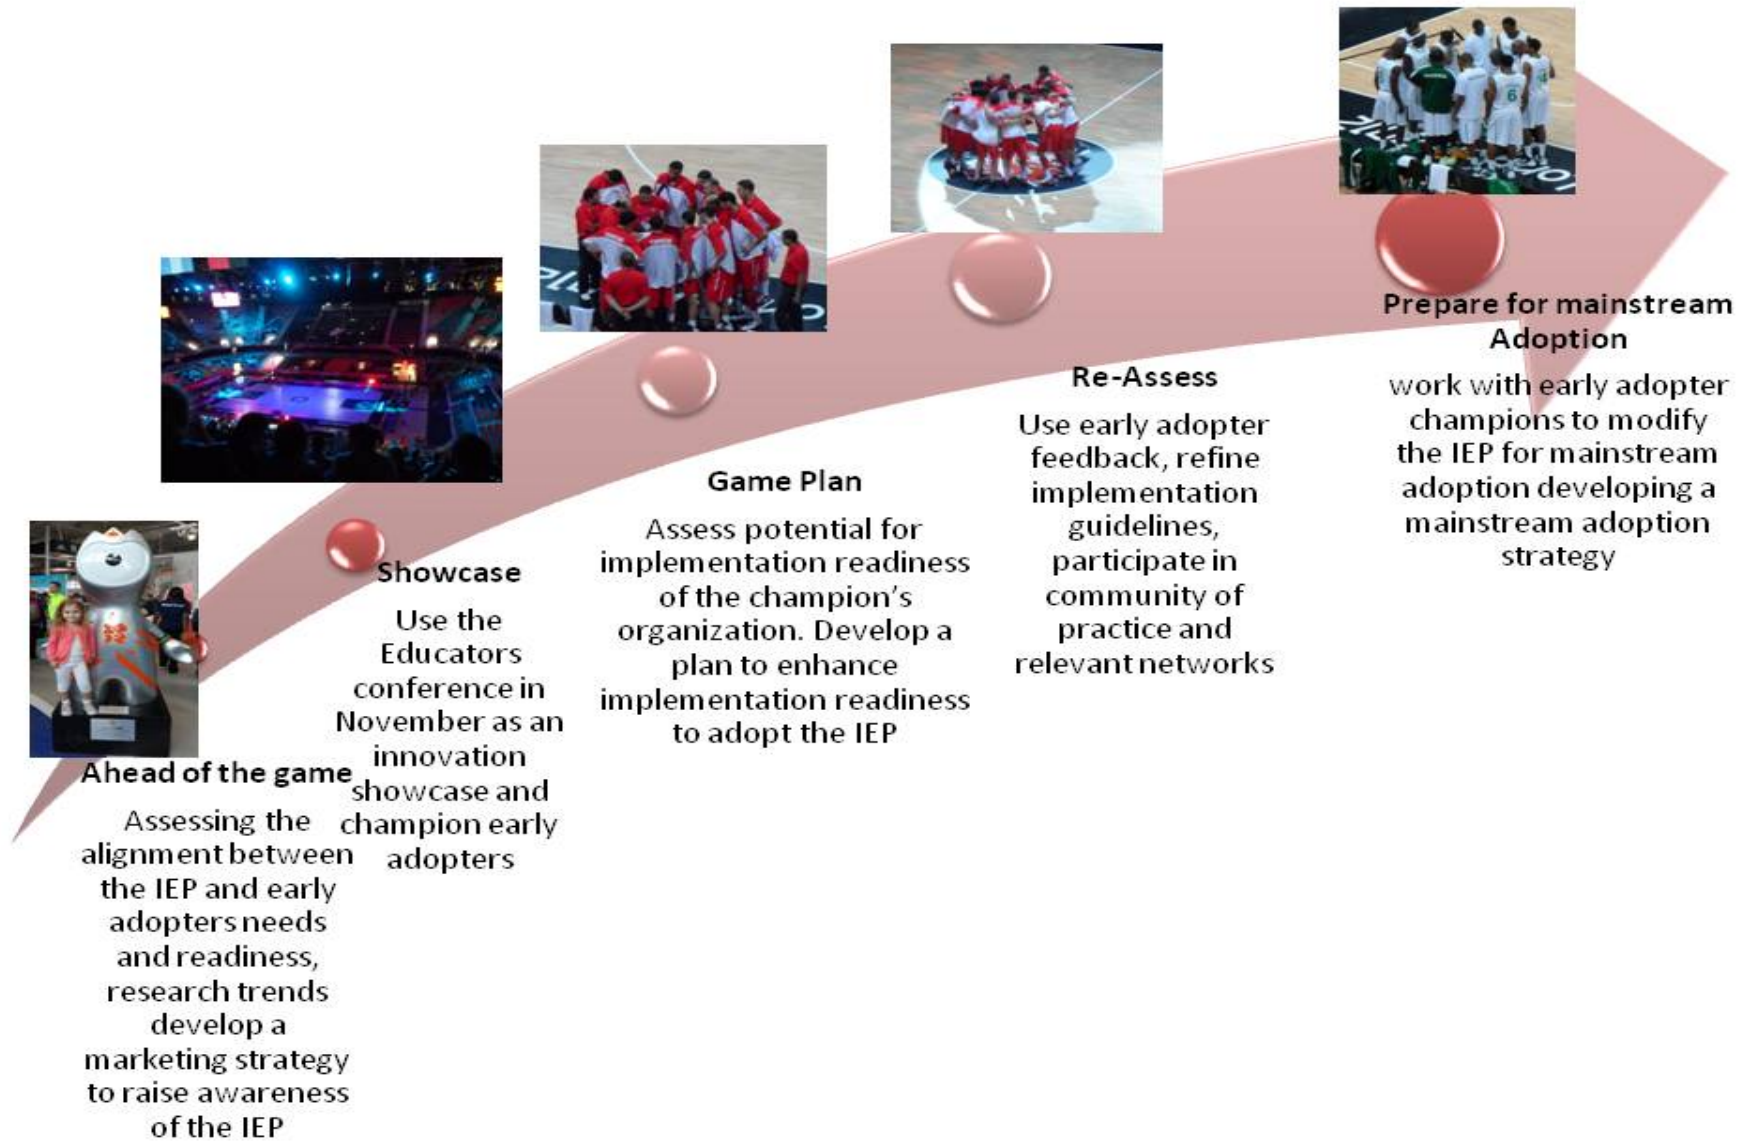 Ahead of the game
Assessing the
alignment between
the IEP and early
adopters needs
and readiness,
research trends
develop a
marketing strategy
to raise awareness
of the IEP
Showcase
Use the
Educators
conference in
November as an
innovation
showcase and
champion early
adopters
Game Plan
Assess potential for
implementation readiness
of the champion’s
organization. Develop a
plan to enhance
implementation readiness
to adopt the IEP
Re-Assess
Use early adopter
feedback, refine
implementation
guidelines,
participate in
community of
practice and
relevant networks
Prepare for mainstream
Adoption
work with early adopter
champions to modify
the IEP for mainstream
adoption developing a
mainstream adoption
strategy
6